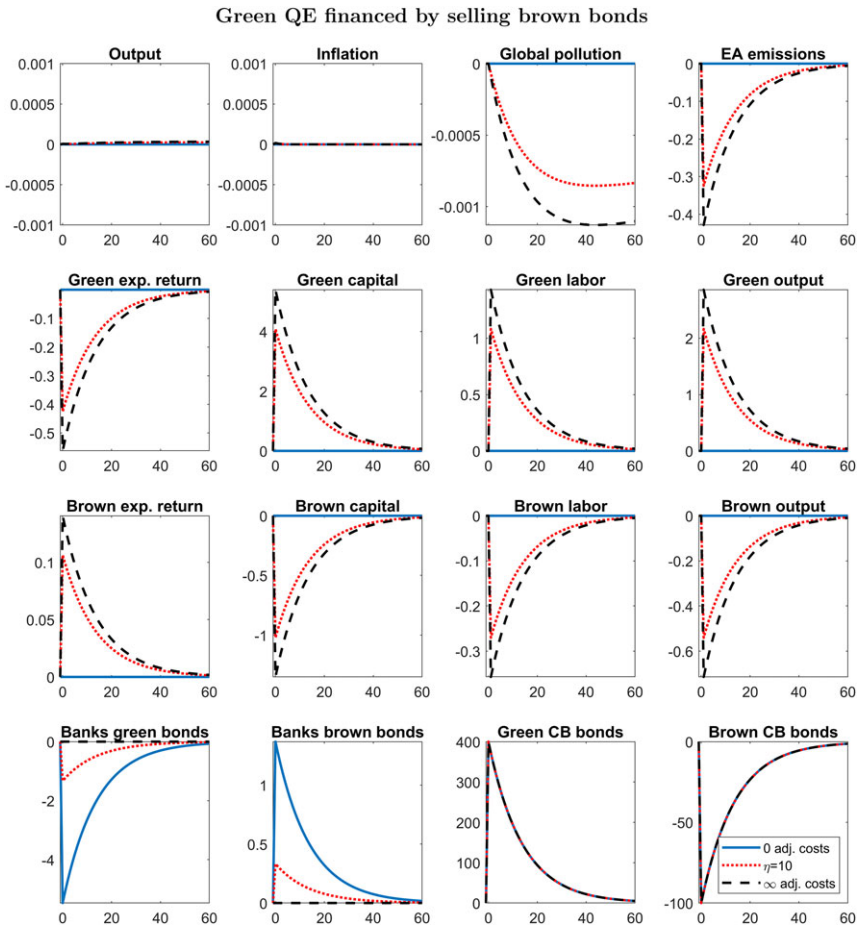 Green QE financed by selling brown bonds
Output
0.001
0.0005
0
-0.0005
-0.001
0 20 40 60
Inflation
0.001
0.0005
0
-0.0005
-0.001
0 20 40 60
Global pollution
0
-0.0005
-0.001
0 20 40 60
EA emissions
0
-0.1
-0.2
-0.3
-0.4
0 20 40 60
Green exp. return
-0.1
-0.2
-0.3
-0.4
-0.5
0 20 40 60
Green capital
4
2
0
0 20 40 60
Green labor
1
0.5
0
0 20 40 60
Green output
2
1
0
0 20 40 60
Brown exp. return
0.1
0.05
0
0 20 40 60
Brown capital
0
-0.5
-1
0 20 40 60
Brown labor
0
-0.1
-0.2
-0.3
0 20 40 60
Brown output
0
-0.2
-0.4
-0.6
0 20 40 60
Banks green bonds
0
-2
-4
0 20 40 60
Banks brown bonds
1
0.5
0
0 20 40 60
Green CB bonds
400
300
200
100
0
0 20 40 60
Brown CB bonds
0
-50
-100
0 20 40 60
0 adj. costs
η=10
∞ adj. costs